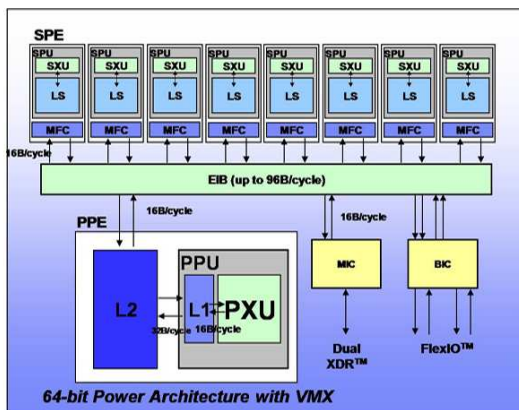 SPE
SPU SPU SPU SPU SPU SPU SPU SPU
SXU SXU SXU SXU SXU SXU SXU SXU
LS LS LS LS LS LS LS LS
MFC MFC MFC MFC MFC MFC MFC MFC
16B/cycle
EIB (up to 96B/cycle)
16B/cycle
16B/cycle
PPE
PPU
MIC
BIC
L2
L1
PXU
32B/cycle
16B/cycle
Dual
XDR™
FlexIO™
64-bit Power Architecture with VMX